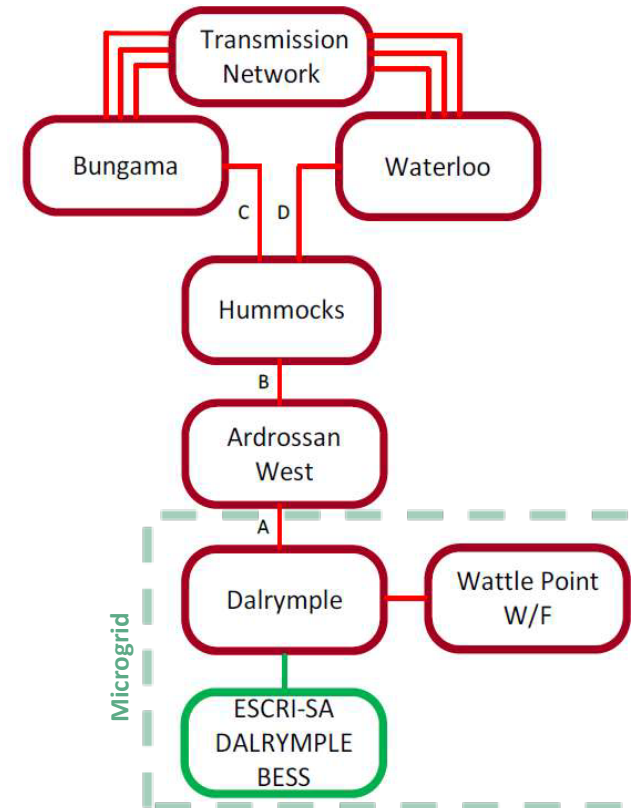 Transmission
Network
Bungama
Waterloo
C
D
Hummocks
B
Ardrossan
West
A
Dalrymple
Wattle Point
W/F
Microgrid
ESCRI-SA
DALRYMPLE
BESS